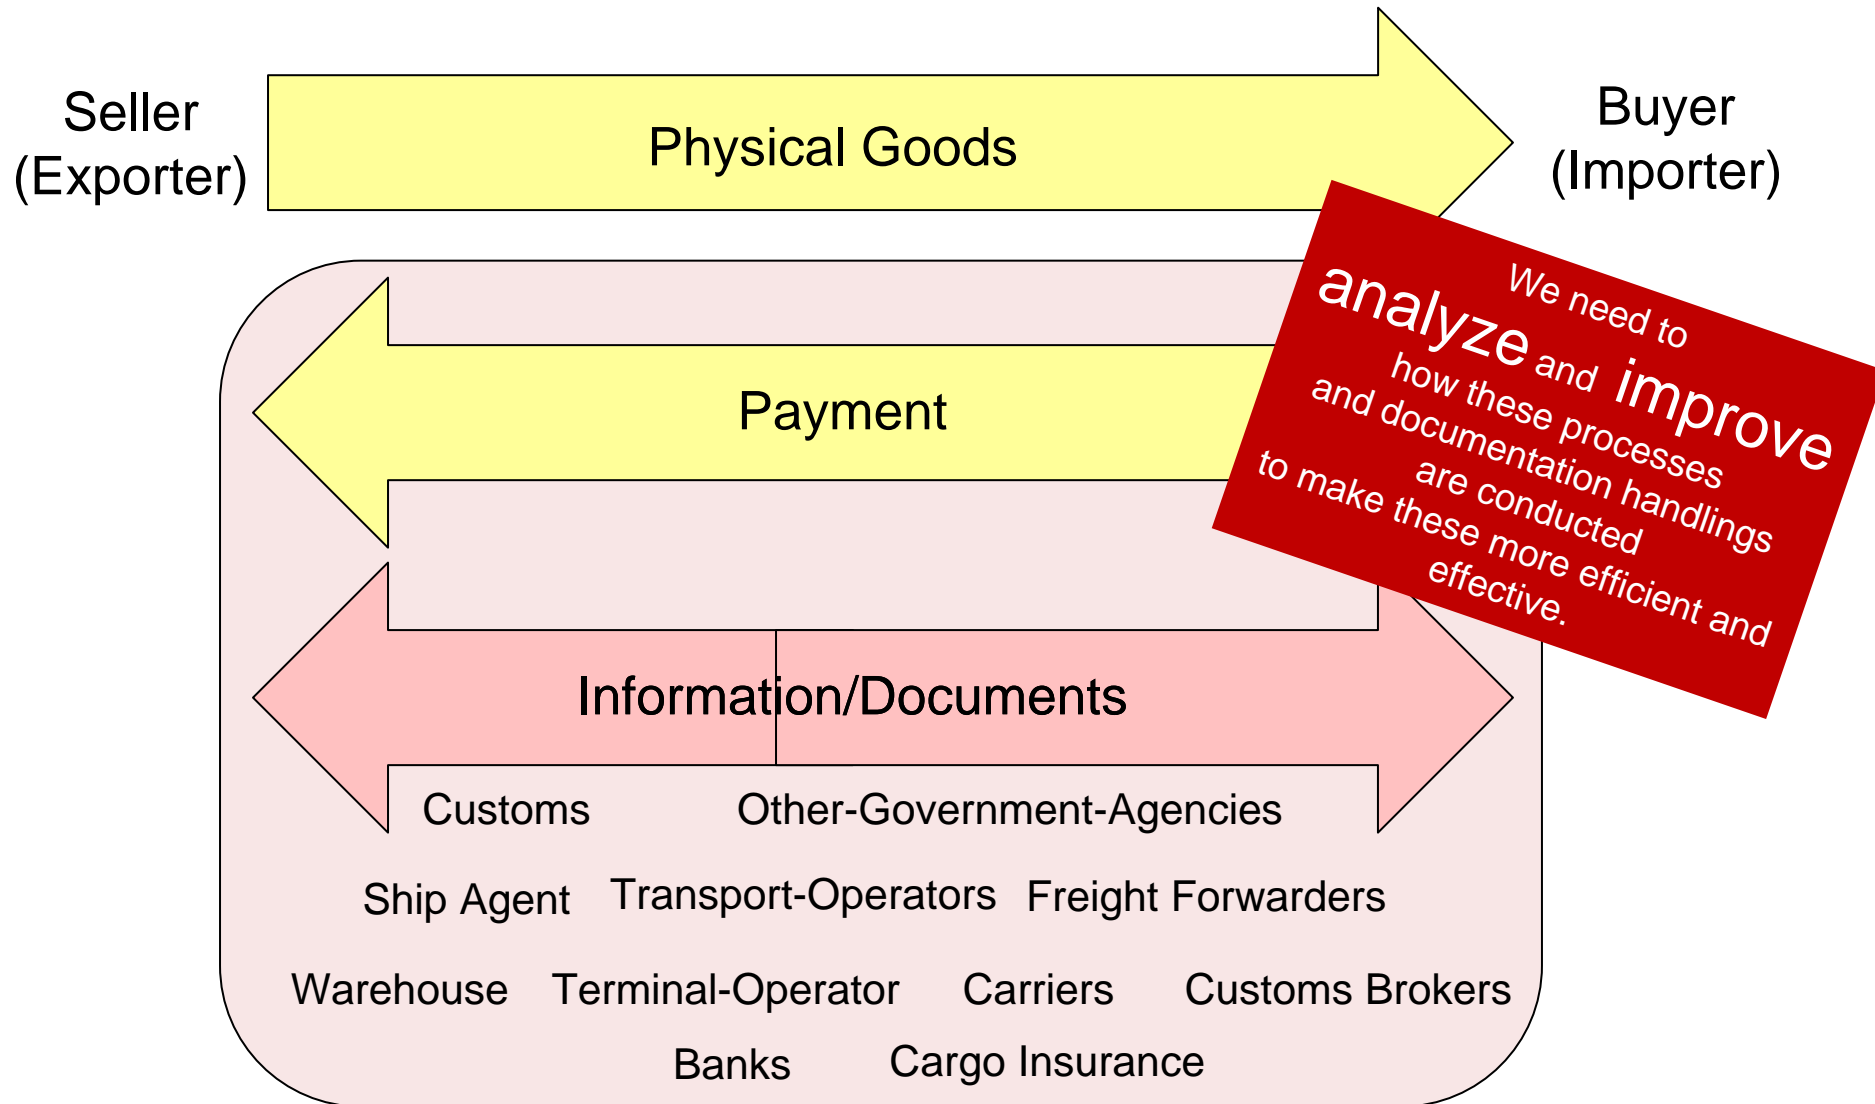 Seller
(Exporter)
Physical Goods
Buyer
(Importer)
We need to
analyze and improve
how these processes
and documentation handlings
are conducted
to make these more efficient and
effective.
Payment
Information/Documents
Customs
Other-Government-Agencies
Ship Agent
Transport-Operators
Freight Forwarders
Warehouse
Terminal-Operator
Carriers
Customs Brokers
Banks
Cargo Insurance